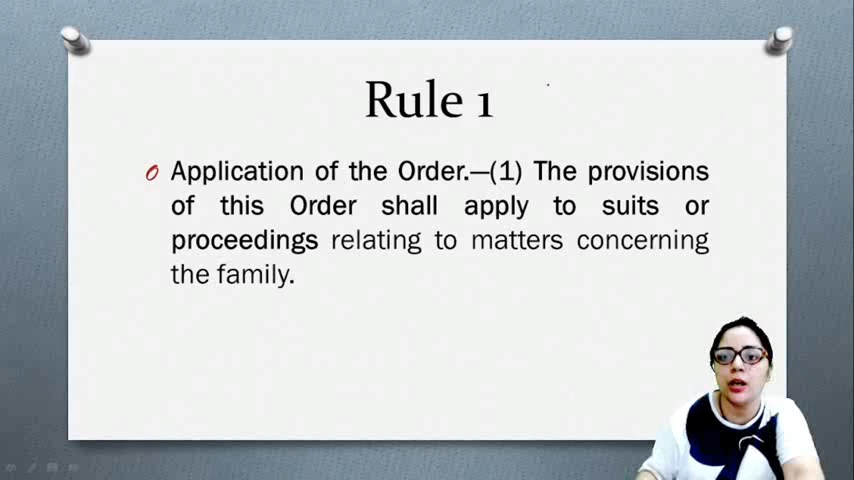 Rule 1
Application of the Order.—(1) The provisions
of this Order shall apply to suits or
proceedings relating to matters concerning
the family.